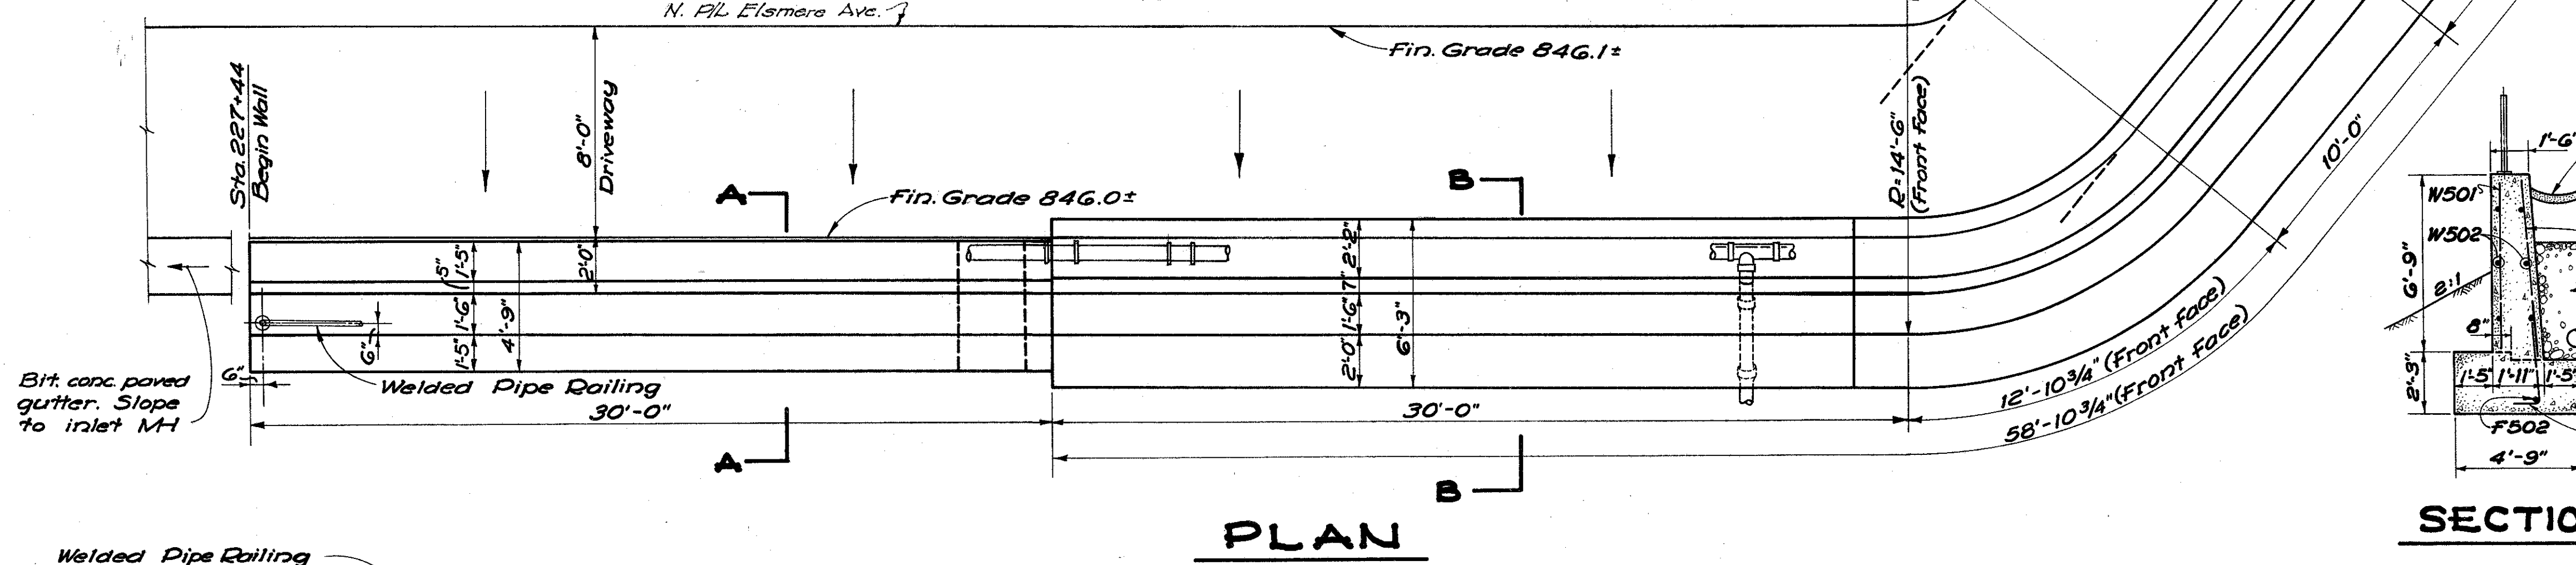 N. P/L Elsmere Ave.
Fin. Grade 846.1±
Sta. 227+44
Begin Wall
8'-0"
Driveway
R=14'-6"
(Front Face)
10'-0"
A
B
Fin. Grade 846.0±
1'-5"
5"
1'-6"
1'-5"
4'-9"
2'-0"
6"
6"
Welded Pipe Railing
Bit. conc. paved
gutter. Slope
to inlet MH
2'-2"
7"
1'-6"
2'-0"
6'-3"
30'-0"
30'-0"
12'-10 3/4" (Front Face)
58'-10 3/4" (Front Face)
A
B
PLAN
Welded Pipe Railing
1'-6"
W501
W502
6'-9"
2:1
8"
2'-3"
1'-5"
1'-11"
1'-5"
F502
4'-9"
SECTIO